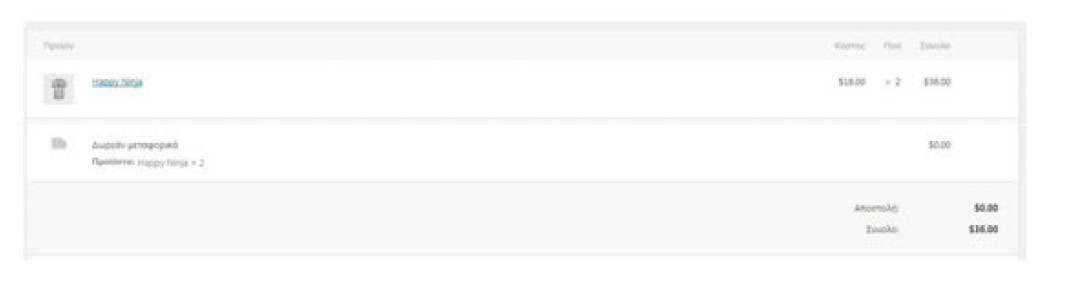 Προϊόν Κόστος Ποσ Σύνολο
Happy Ninja $18.00 × 2 $36.00
Δωρεάν μεταφορικά $0.00
Προϊόντα: Happy Ninja × 2
Αποστολή: $0.00
Σύνολο: $36.00